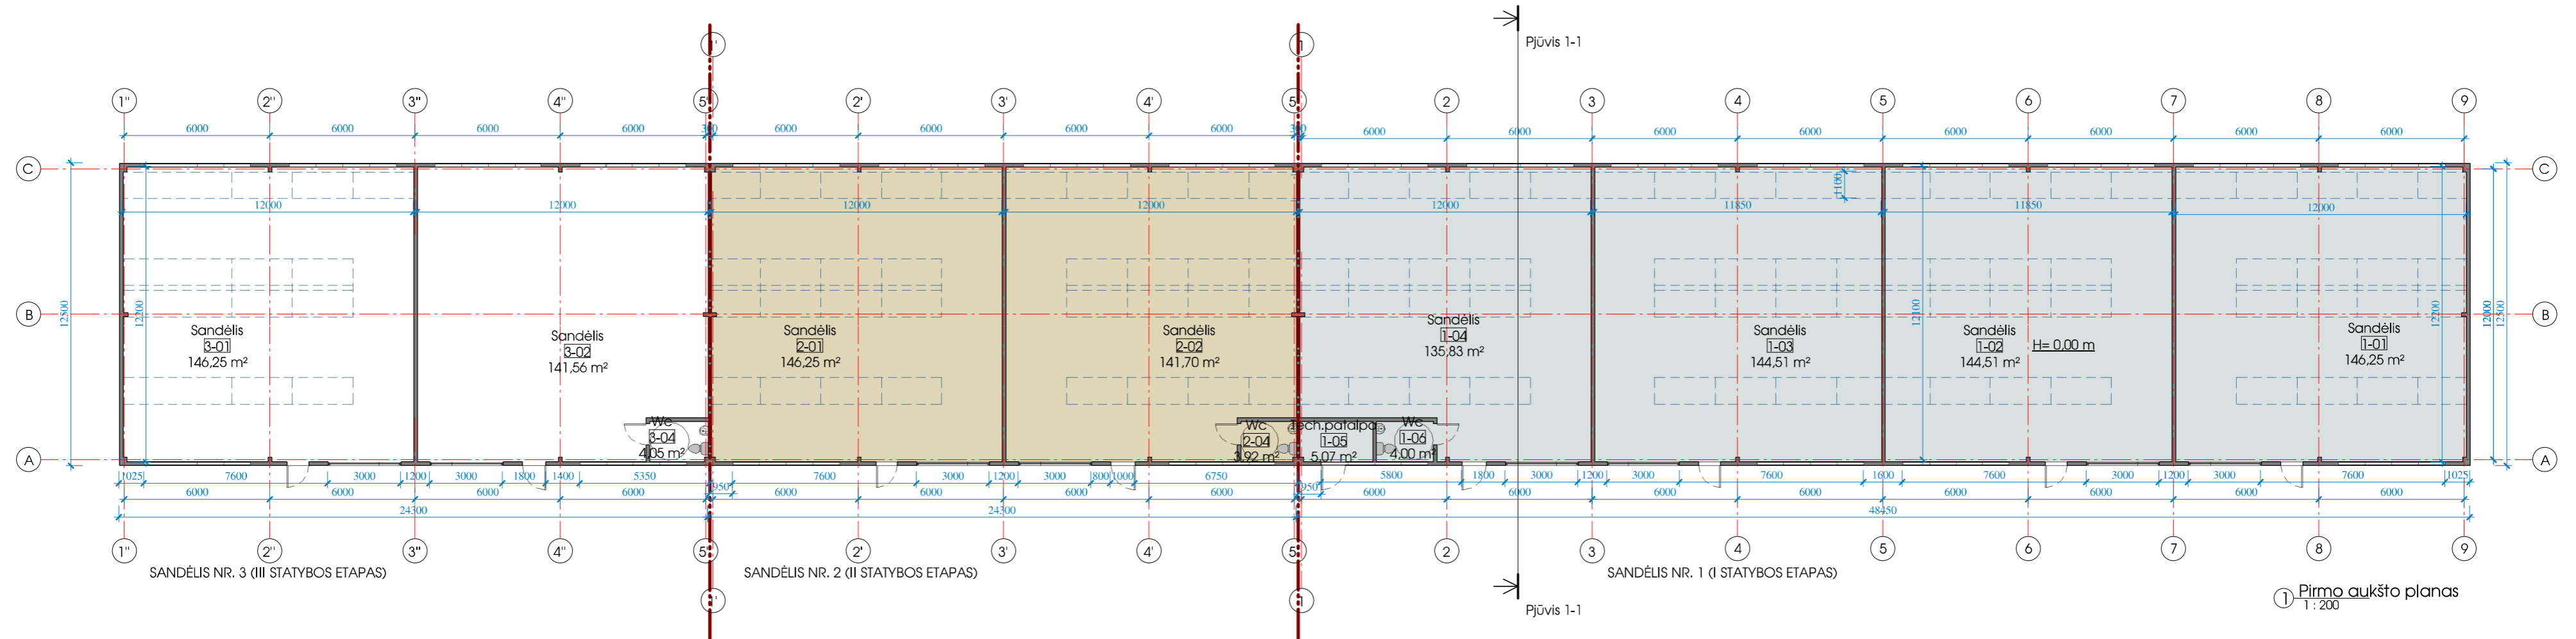 Pjūvis 1-1
1' 1
1" 2" 3" 4" 5' 2' 3' 4' 5 2 3 4 5 6 7 8 9
6000 6000 6000 6000 300 6000 6000 6000 6000 300 6000 6000 6000 6000 6000 6000 6000 6000
C C
1100
12000 12000 12000 12000 12000 11850 11850 12000
12500 12200 12100 12200 12000 12500
B B
Sandėlis
3-01
146,25 m²
Sandėlis
3-02
141,56 m²
Sandėlis
2-01
146,25 m²
Sandėlis
2-02
141,70 m²
Sandėlis
1-04
135,83 m²
Sandėlis
1-03
144,51 m²
Sandėlis
1-02
144,51 m²
H= 0,00 m
Sandėlis
1-01
146,25 m²
Wc
3-04
4,05 m²
Wc
2-04
3,92 m²
Tech.patalpa
1-05
5,07 m²
Wc
1-06
4,00 m²
A A
1025 7600 3000 1200 3000 1800 1400 5350 7600 3000 1200 3000 1800 1000 6750 5800 1800 3000 1200 3000 7600 1600 7600 3000 1200 3000 7600 1025
950 950
6000 6000 6000 6000 6000 6000 6000 6000 6000 6000 6000 6000 6000 6000 6000 6000
24300 24300 48450
1" 2" 3" 4" 5' 2' 3' 4' 5 2 3 4 5 6 7 8 9
SANDĖLIS NR. 3 (III STATYBOS ETAPAS)
SANDĖLIS NR. 2 (II STATYBOS ETAPAS)
SANDĖLIS NR. 1 (I STATYBOS ETAPAS)
1' 1
Pjūvis 1-1
1 Pirmo aukšto planas
1 : 200